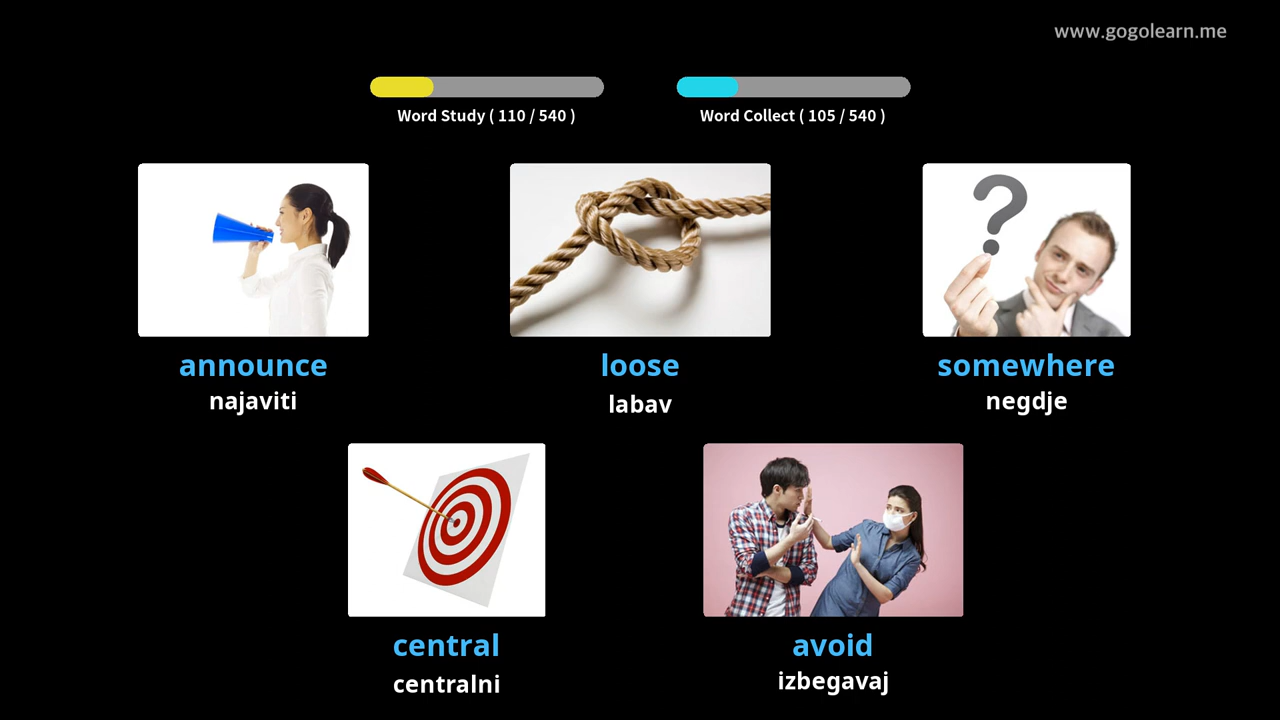 www.gogolearn.me
Word Study ( 110 / 540 )
Word Collect ( 105 / 540 )
announce
najaviti
loose
labav
somewhere
negdje
central
centralni
avoid
izbegavaj